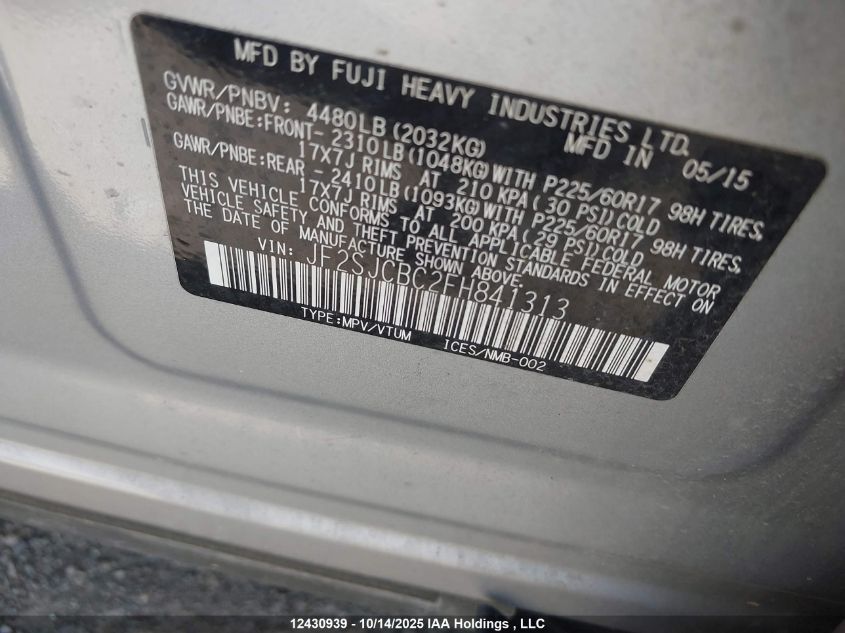 MFD BY FUJI HEAVY INDUSTRIES LTD.
GVWR/PNBV: 4480LB(2032KG) MFD IN 05/15
GAWR/PNBE:FRONT- 2310LB(1048KG)WITH P225/60R17 98H TIRES,
17X7J RIMS AT 210 KPA( 30 PSI)COLD
GAWR/PNBE:REAR - 2410LB(1093KG)WITH P225/60R17 98H TIRES,
17X7J RIMS AT 200 KPA( 29 PSI)COLD
THIS VEHICLE CONFORMS TO ALL APPLICABLE FEDERAL MOTOR
VEHICLE SAFETY AND THEFT PREVENTION STANDARDS IN EFFECT ON
THE DATE OF MANUFACTURE SHOWN ABOVE.
VIN: JF2SJCBC2FH841313
TYPE:MPV/VTUM ICES/NMB-002
12430939 - 10/14/2025 IAA Holdings , LLC